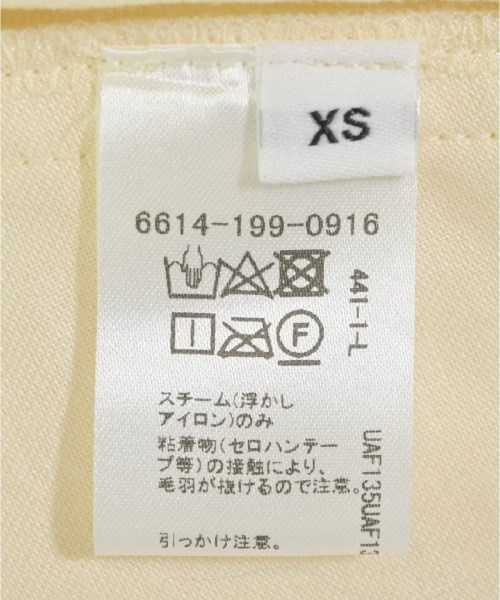 XS
6614-199-0916
441-1-L
F
スチーム(浮かし
アイロン)のみ
粘着物(セロハンテー
プ等)の接触により、
毛羽が抜けるので注意。
引っかけ注意。
UAF135UAF13